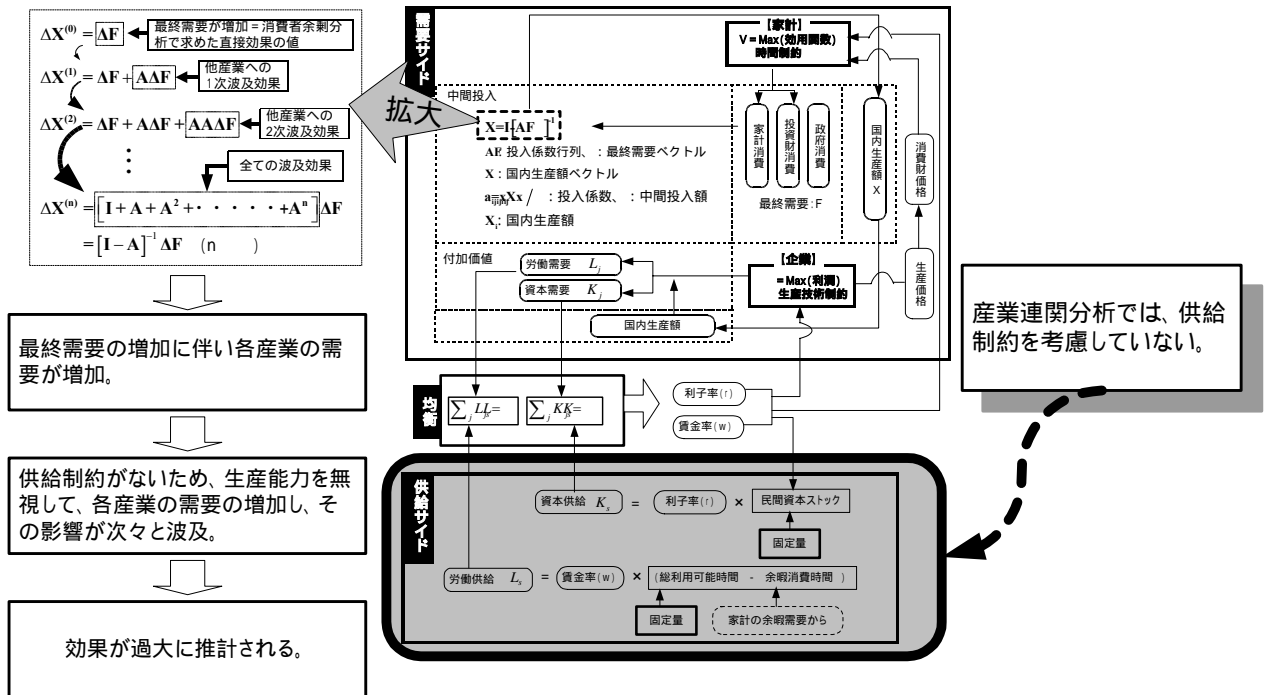 ΔX⁽⁰⁾ = ΔF
最終需要が増加 = 消費者余剰分
析で求めた直接効果の値
ΔX⁽¹⁾ = ΔF + AΔF
他産業への
1次波及効果
ΔX⁽²⁾ = ΔF + AΔF + AAΔF
他産業への
2次波及効果
全ての波及効果
ΔX⁽ⁿ⁾ = [I + A + A² + ・・・・・ +Aⁿ]ΔF
= [I − A]⁻¹ ΔF (n )
最終需要の増加に伴い各産業の需
要が増加。
供給制約がないため、生産能力を無
視して、各産業の需要の増加し、そ
の影響が次々と波及。
効果が過大に推計される。
拡大
需要サイド
【家計】
V = Max(効用関数)
時間制約
中間投入
X=I-[AF ]⁻¹
投入係数行列、 : 最終需要ベクトル
X : 国内生産額ベクトル
: 投入係数、 : 中間投入額
Xᵢ: 国内生産額
家計消費
投資財消費
政府消費
最終需要:F
国内生産額 X
消費財価格
生産価格
付加価値
労働需要 Lⱼ
資本需要 Kⱼ
【企業】
= Max(利潤)
生産技術制約
国内生産額
均衡
利子率(r)
賃金率(w)
供給サイド
資本供給 Kₛ = 利子率(r) × 民間資本ストック
固定量
労働供給 Lₛ = 賃金率(w) × (総利用可能時間 - 余暇消費時間 )
固定量
家計の余暇需要から
産業連関分析では、供給
制約を考慮していない。